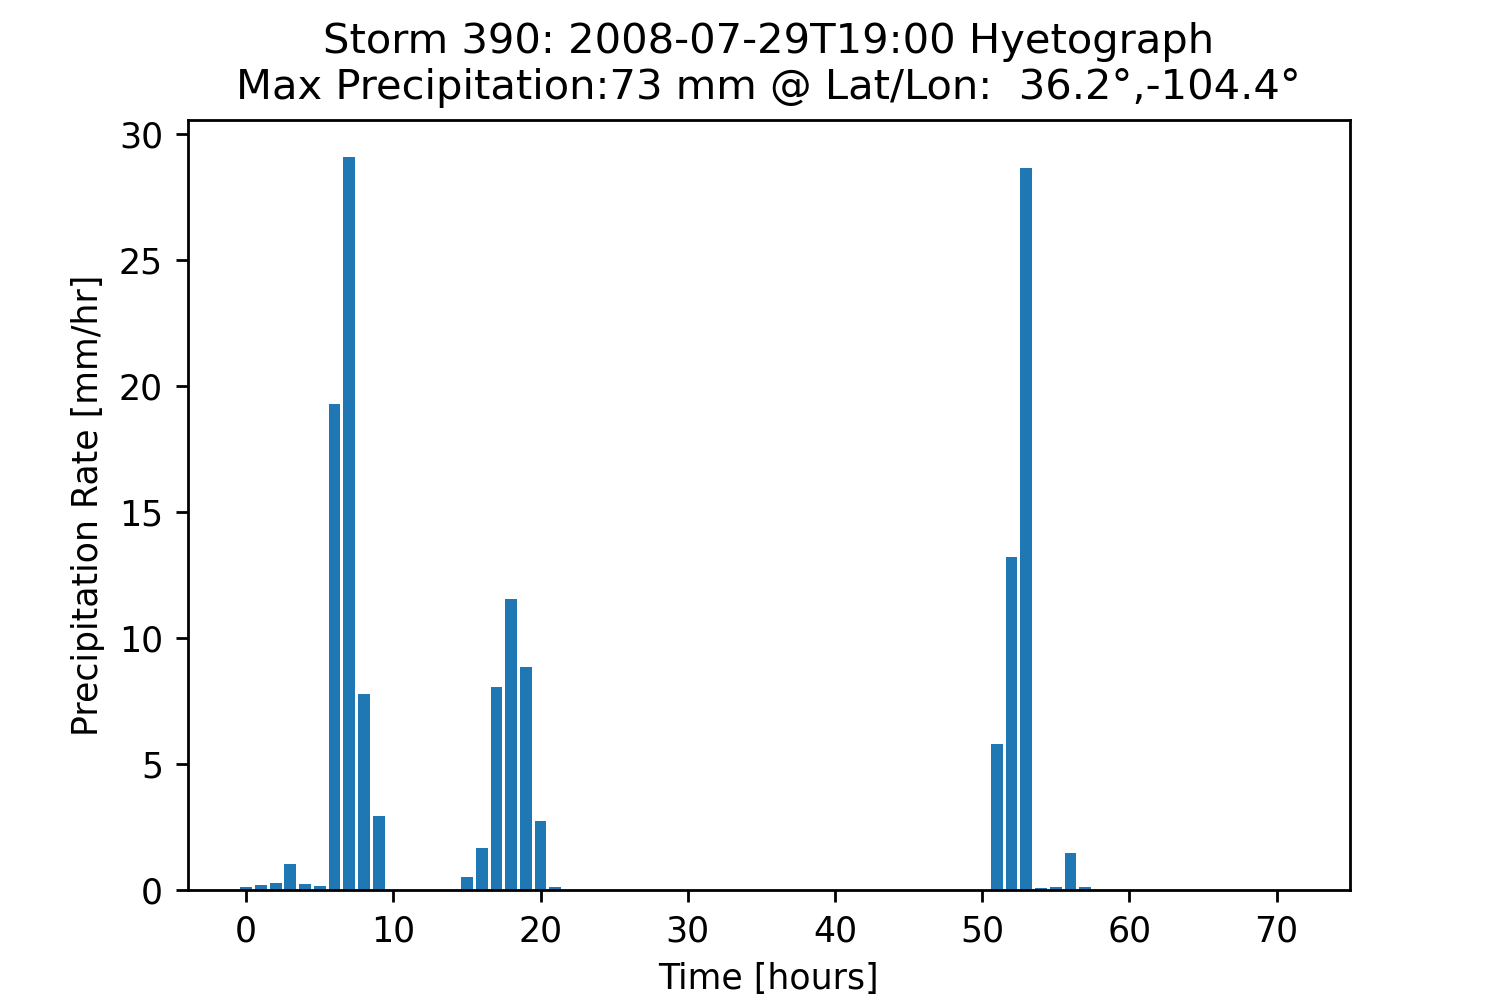 Storm 390: 2008-07-29T19:00 Hyetograph
Max Precipitation:73 mm @ Lat/Lon:  36.2°,-104.4°
30
25
20
15
10
5
0
Precipitation Rate [mm/hr]
0 10 20 30 40 50 60 70
Time [hours]